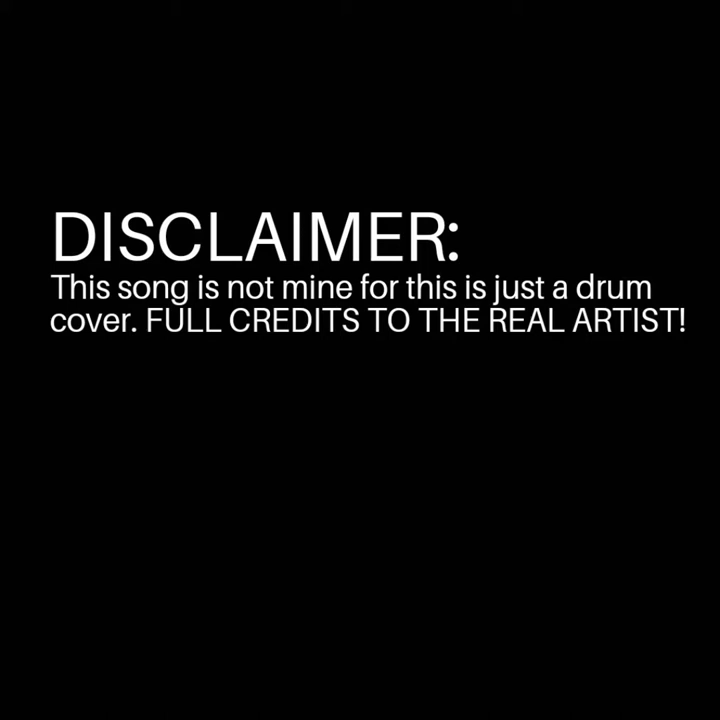 DISCLAIMER:
This song is not mine for this is just a drum
cover. FULL CREDITS TO THE REAL ARTIST!